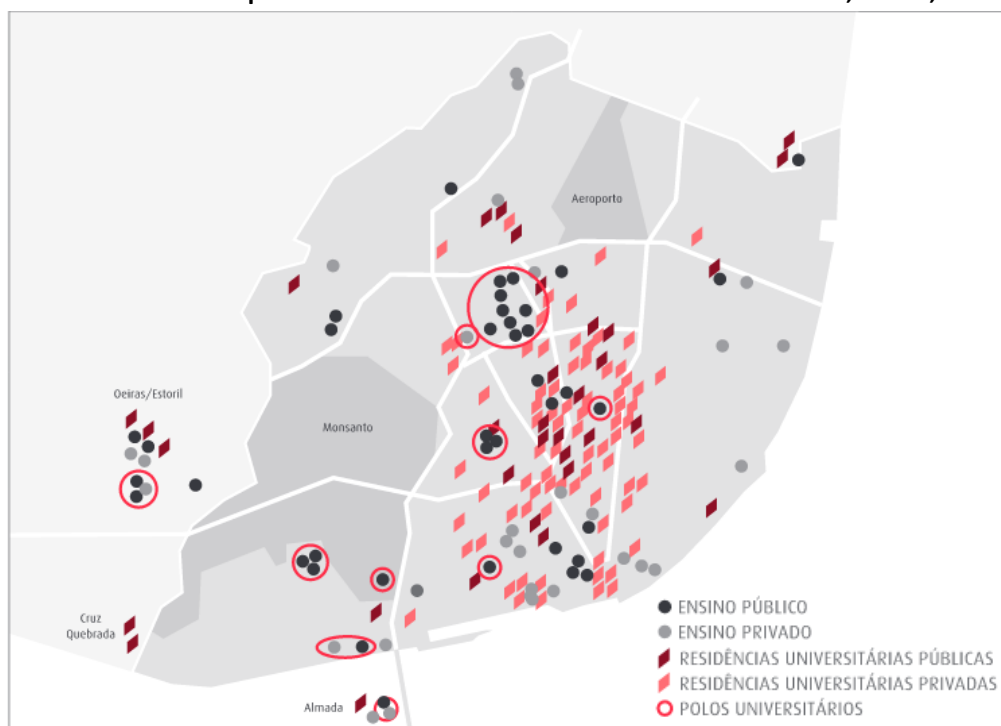 Aeroporto
Oeiras/Estoril
Monsanto
Cruz
Quebrada
Almada
ENSINO PÚBLICO
ENSINO PRIVADO
RESIDÊNCIAS UNIVERSITÁRIAS PÚBLICAS
RESIDÊNCIAS UNIVERSITÁRIAS PRIVADAS
POLOS UNIVERSITÁRIOS